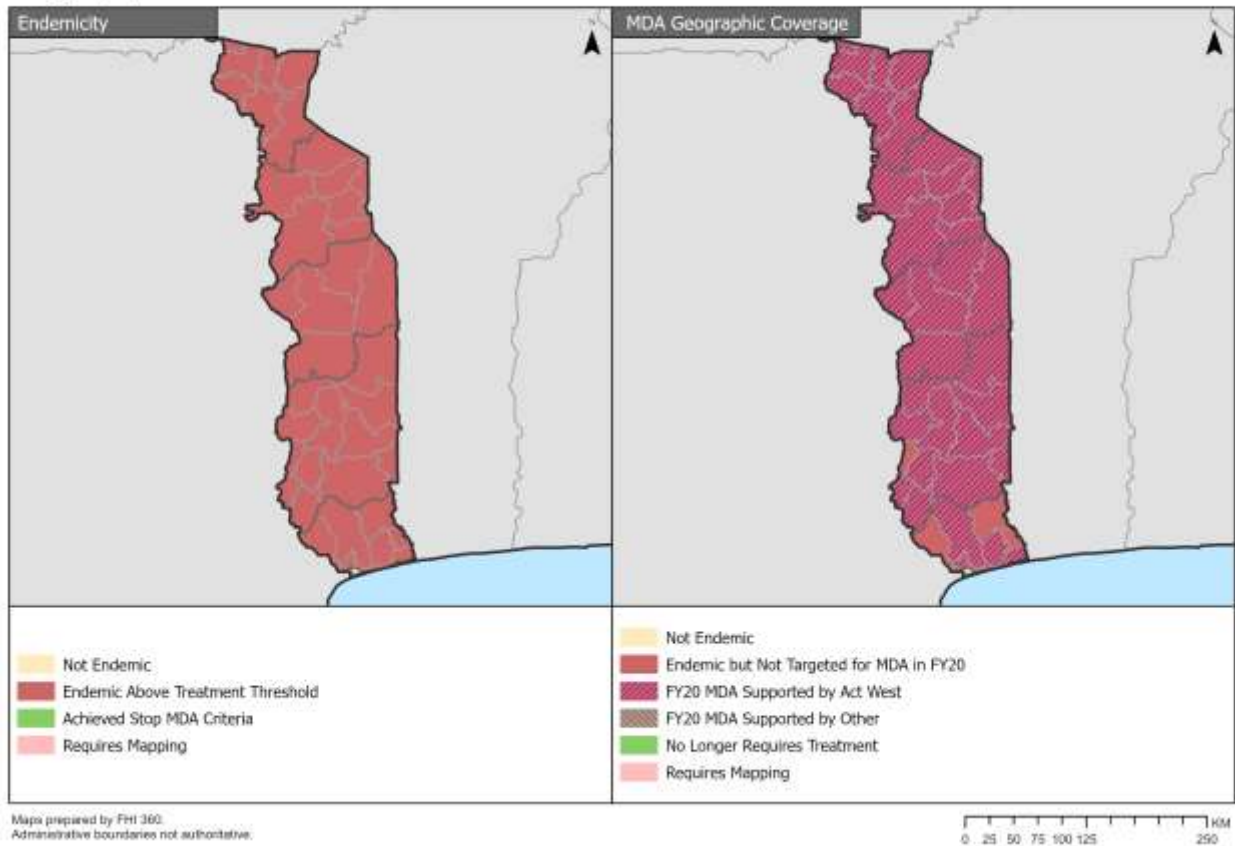 Endemicity
MDA Geographic Coverage
Not Endemic
Endemic Above Treatment Threshold
Achieved Stop MDA Criteria
Requires Mapping
Not Endemic
Endemic but Not Targeted for MDA in FY20
FY20 MDA Supported by Act West
FY20 MDA Supported by Other
No Longer Requires Treatment
Requires Mapping
Maps prepared by FHI 360.
Administrative boundaries not authoritative.
KM
0 25 50 75 100 125 250